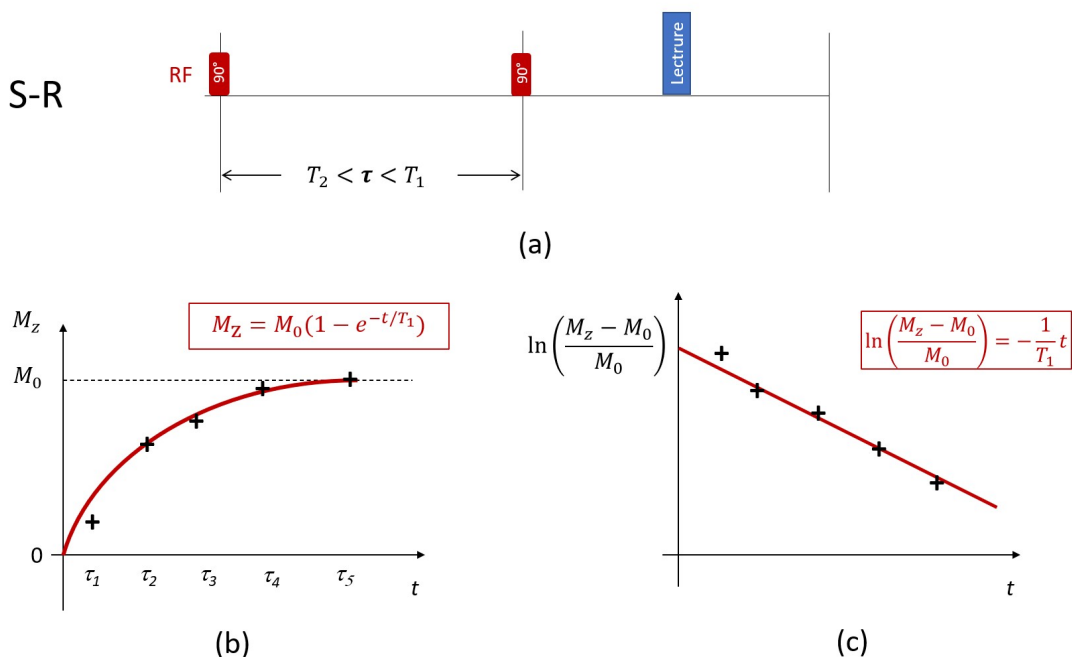 S-R
RF
90°
90°
Lectrure
T₂ < τ < T₁
(a)
M_z
M₀
0
M_Z = M₀(1 − e^{−t/T₁})
τ₁ τ₂ τ₃ τ₄ τ₅ t
(b)
ln((M_z − M₀)/M₀)
ln((M_z − M₀)/M₀) = −(1/T₁)t
t
(c)